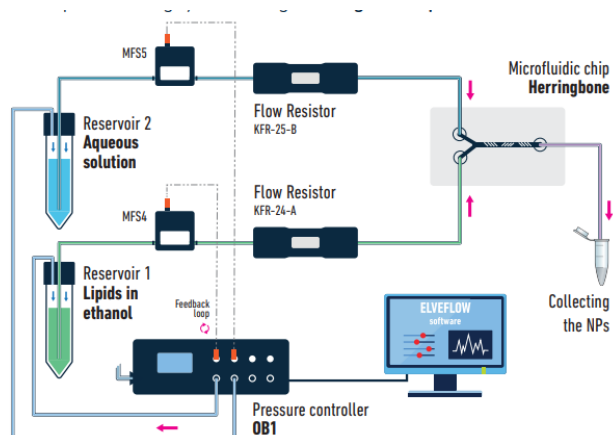 MFS5
Reservoir 2
Aqueous
solution
Flow Resistor
KFR-25-B
Microfluidic chip
Herringbone
MFS4
Flow Resistor
KFR-24-A
Reservoir 1
Lipids in
ethanol
Feedback
loop
ELVEFLOW
software
Collecting
the NPs
Pressure controller
OB1